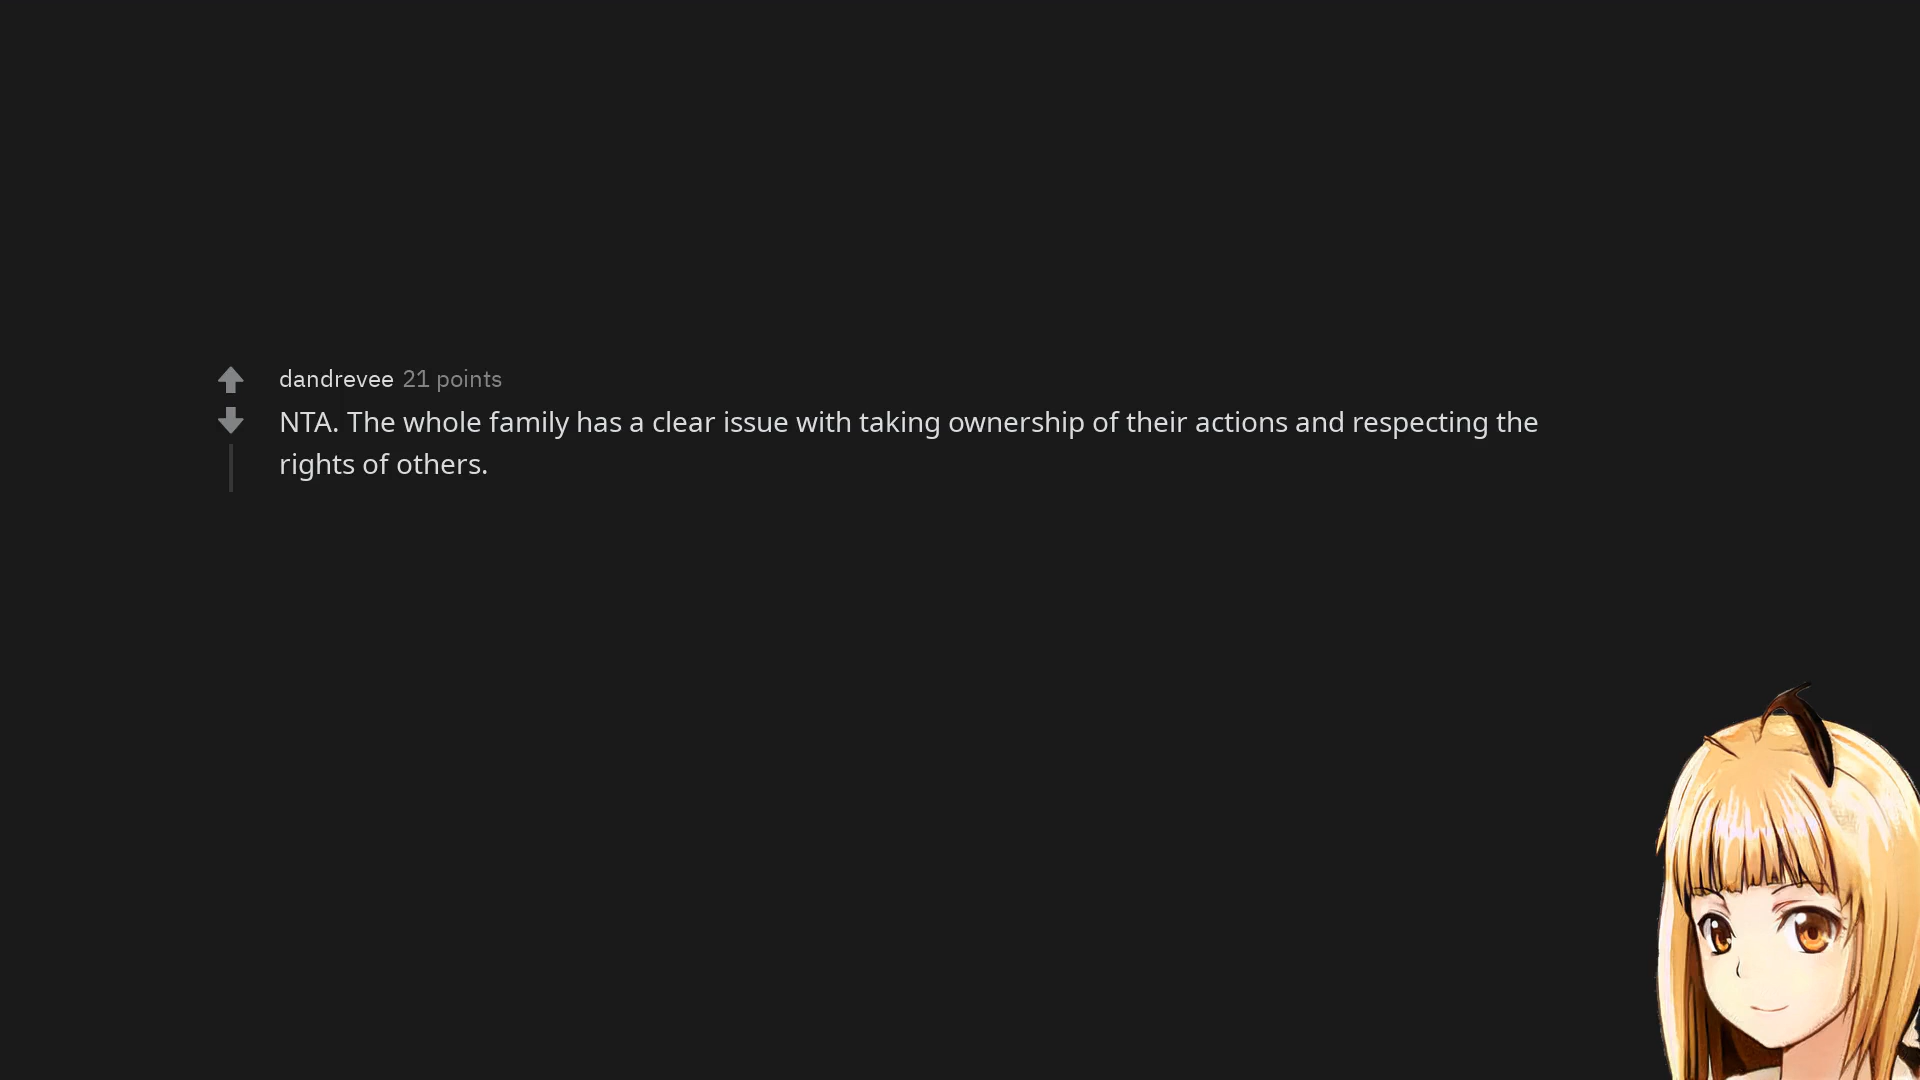 dandrevee 21 points
NTA. The whole family has a clear issue with taking ownership of their actions and respecting the
rights of others.